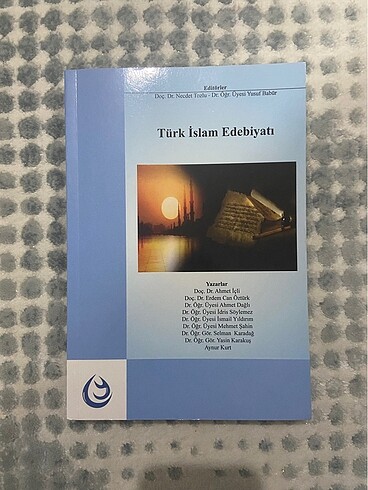 Editörler
Doç. Dr. Necdet Tozlu - Dr. Öğr. Üyesi Yusuf Babür
Türk İslam Edebiyatı
Yazarlar
Doç. Dr. Ahmet İçli
Doç. Dr. Erdem Can Öztürk
Dr. Öğr. Üyesi Ahmet Dağlı
Dr. Öğr. Üyesi İdris Söylemez
Dr. Öğr. Üyesi İsmail Yıldırım
Dr. Öğr. Üyesi Mehmet Şahin
Dr. Öğr. Gör. Selman Karadağ
Dr. Öğr. Gör. Yasin Karakuş
Aynur Kurt